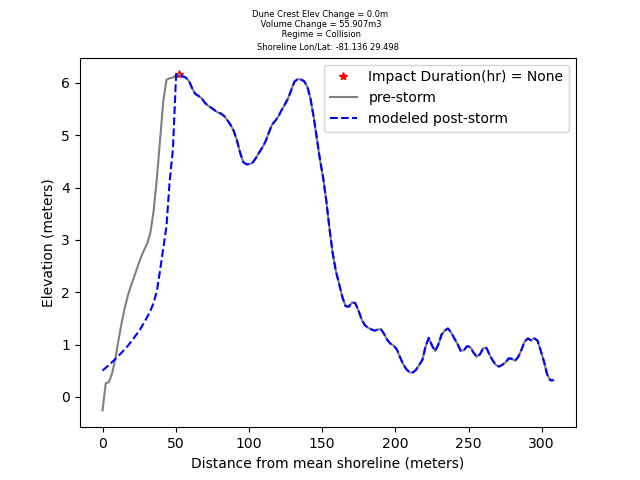 Dune Crest Elev Change = 0.0m
Volume Change = 55.907m3
Regime = Collision
Shoreline Lon/Lat: -81.136 29.498
Impact Duration(hr) = None
pre-storm
modeled post-storm
6
5
4
3
2
1
0
Elevation (meters)
0 50 100 150 200 250 300
Distance from mean shoreline (meters)